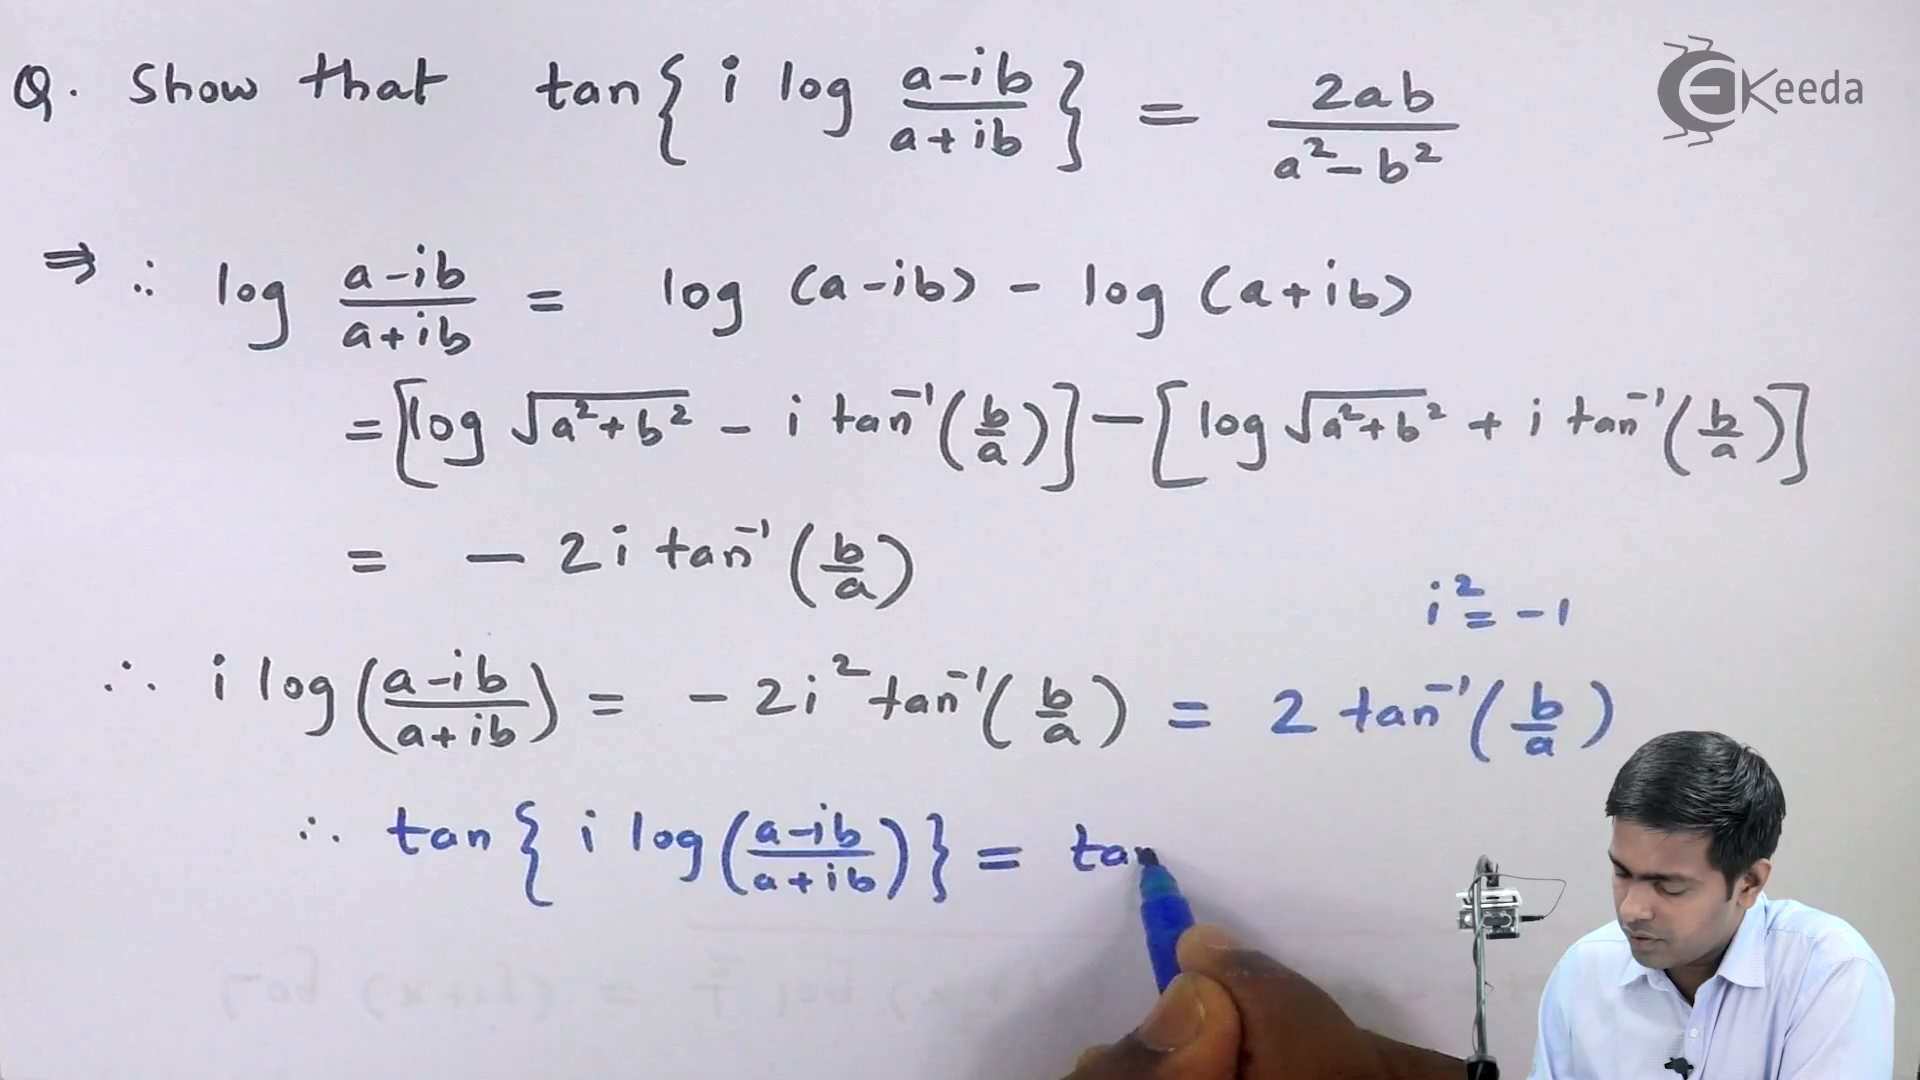 Q. Show that tan{ i log (a-ib)/(a+ib) } = 2ab/(a²-b²)
EKeeda
⇒ ∴ log (a-ib)/(a+ib) = log (a-ib) - log (a+ib)
= [log √(a²+b²) - i tan⁻¹(b/a)] - [log √(a²+b²) + i tan⁻¹(b/a)]
= - 2i tan⁻¹(b/a)
i² = -1
∴ i log((a-ib)/(a+ib)) = - 2i² tan⁻¹(b/a) = 2 tan⁻¹(b/a)
∴ tan{ i log((a-ib)/(a+ib)) } = tan